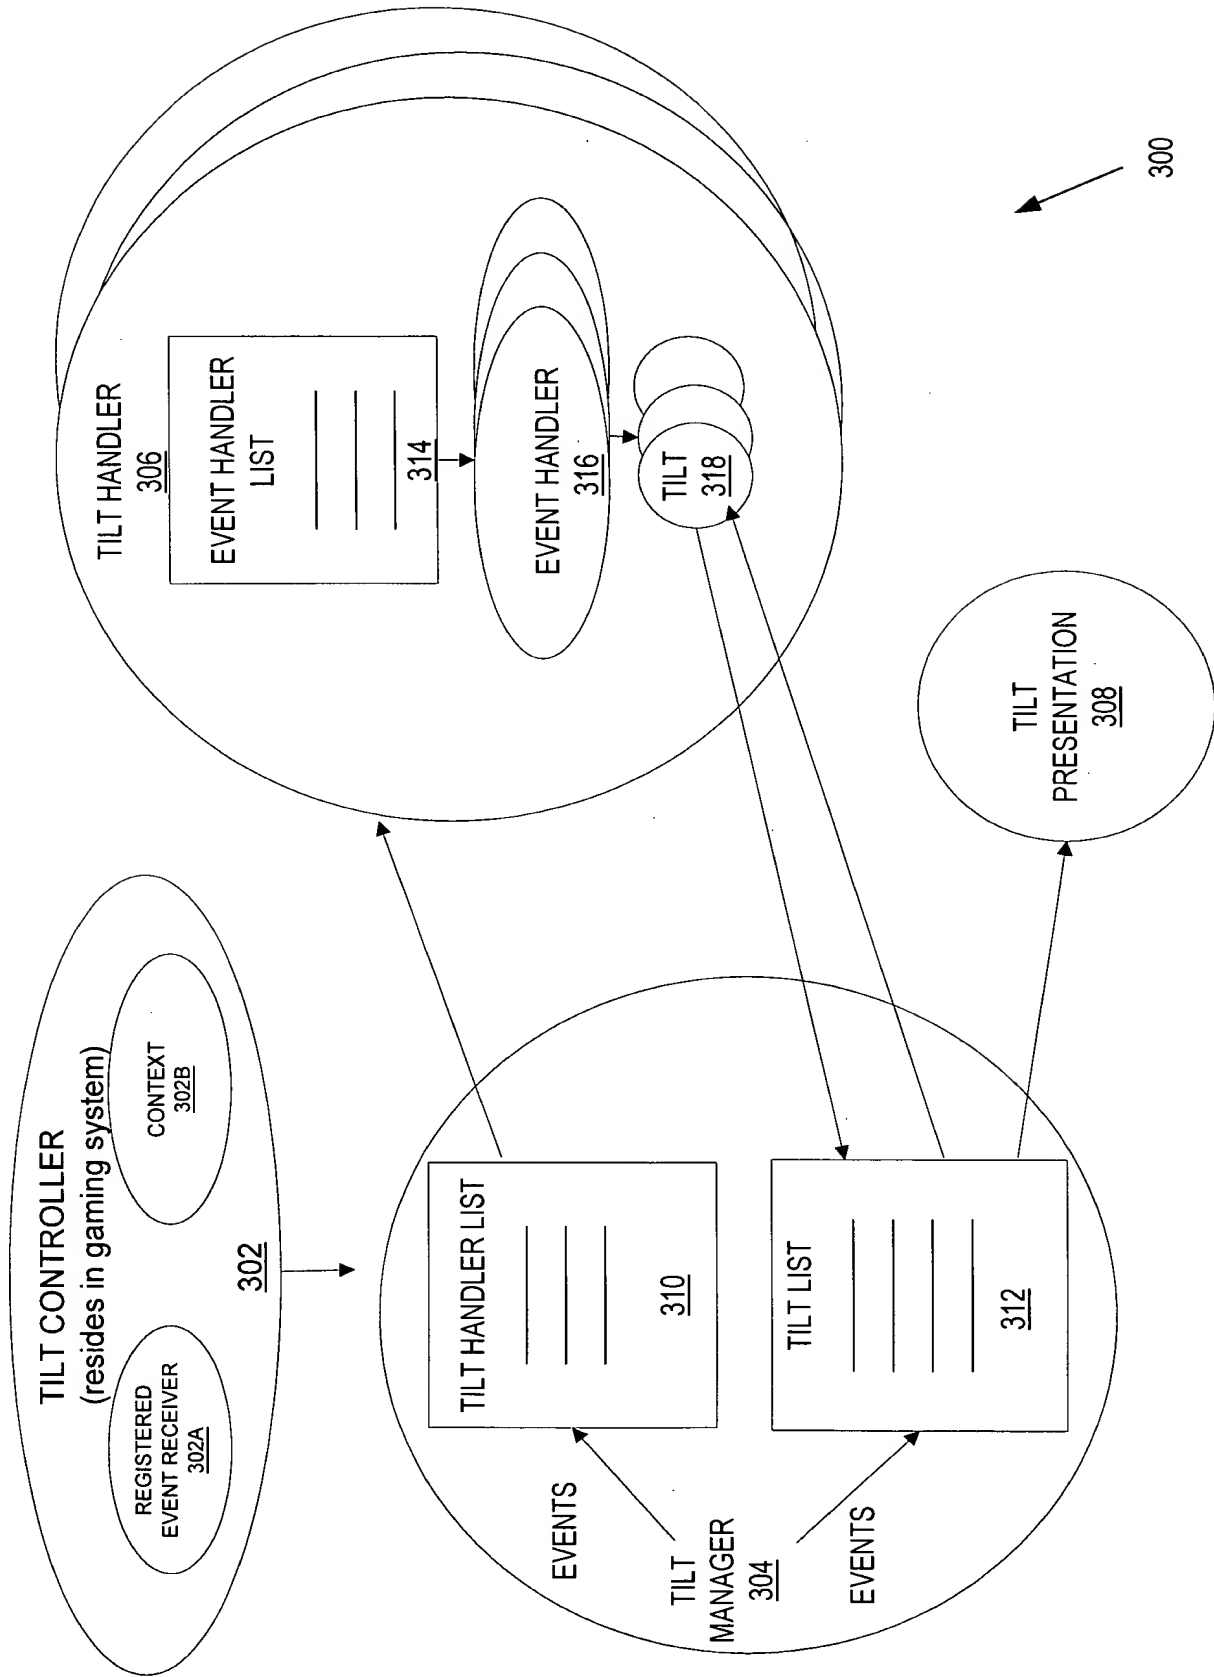 TILT CONTROLLER
(resides in gaming system)
REGISTERED
EVENT RECEIVER
302A
CONTEXT
302B
302
EVENTS
TILT
MANAGER
304
EVENTS
TILT HANDLER LIST
310
TILT LIST
312
TILT HANDLER
306
EVENT HANDLER
LIST
314
EVENT HANDLER
316
TILT
318
TILT
PRESENTATION
308
300